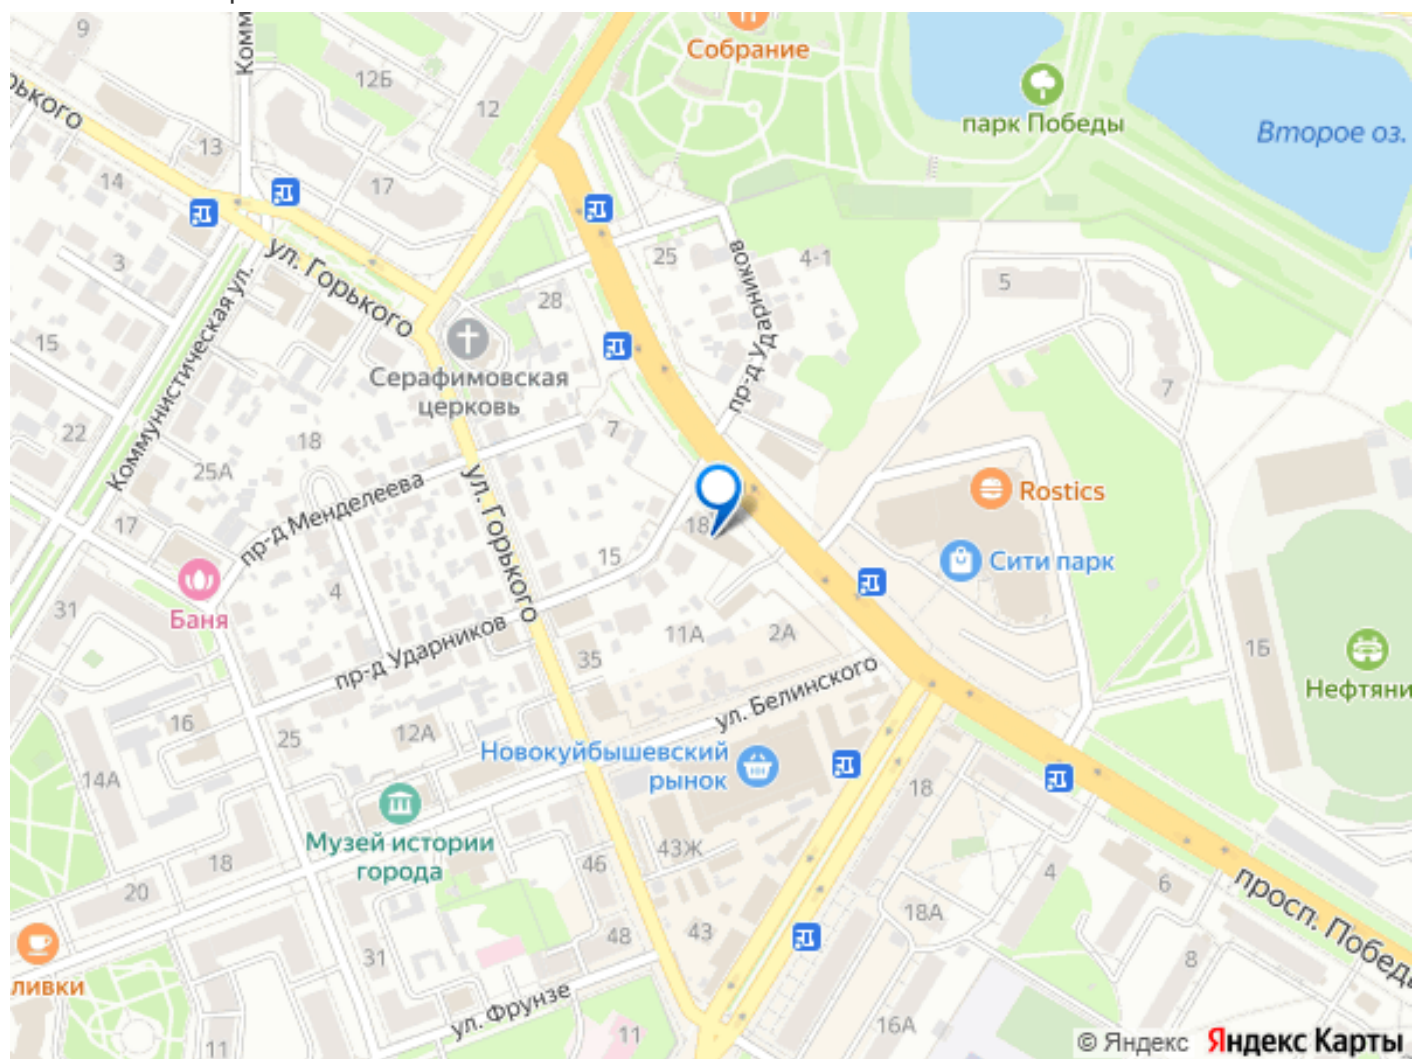 Собрание
9
Комм
12Б
12
парк Победы
Второе оз.
рького
13
14
17
ул. Горького
25
4-1
3
28
5
пр-д Ударников
Коммунистическая ул.
15
Серафимовская
церковь
7
7
22
18
25А
пр-д Менделеева
ул. Горького
Rostics
17
18
15
Сити парк
4
Баня
31
пр-д Ударников
11А
2А
35
1Б
ул. Белинского
Нефтяни
16
25
12А
Новокуйбышевский
рынок
14А
18
Музей истории
города
43Ж
46
18
20
4
6
просп. Победы
18А
ливки
31
48
43
8
ул. Фрунзе
11
11
16А
© Яндекс Яндекс Карты